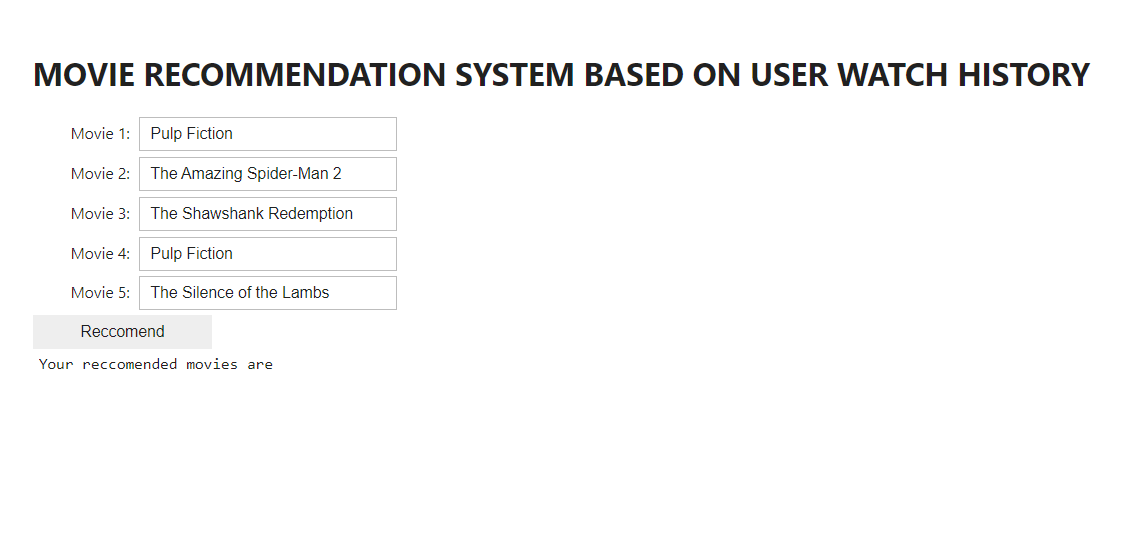 MOVIE RECOMMENDATION SYSTEM BASED ON USER WATCH HISTORY
Movie 1: Pulp Fiction
Movie 2: The Amazing Spider-Man 2
Movie 3: The Shawshank Redemption
Movie 4: Pulp Fiction
Movie 5: The Silence of the Lambs
Reccomend
Your reccomended movies are